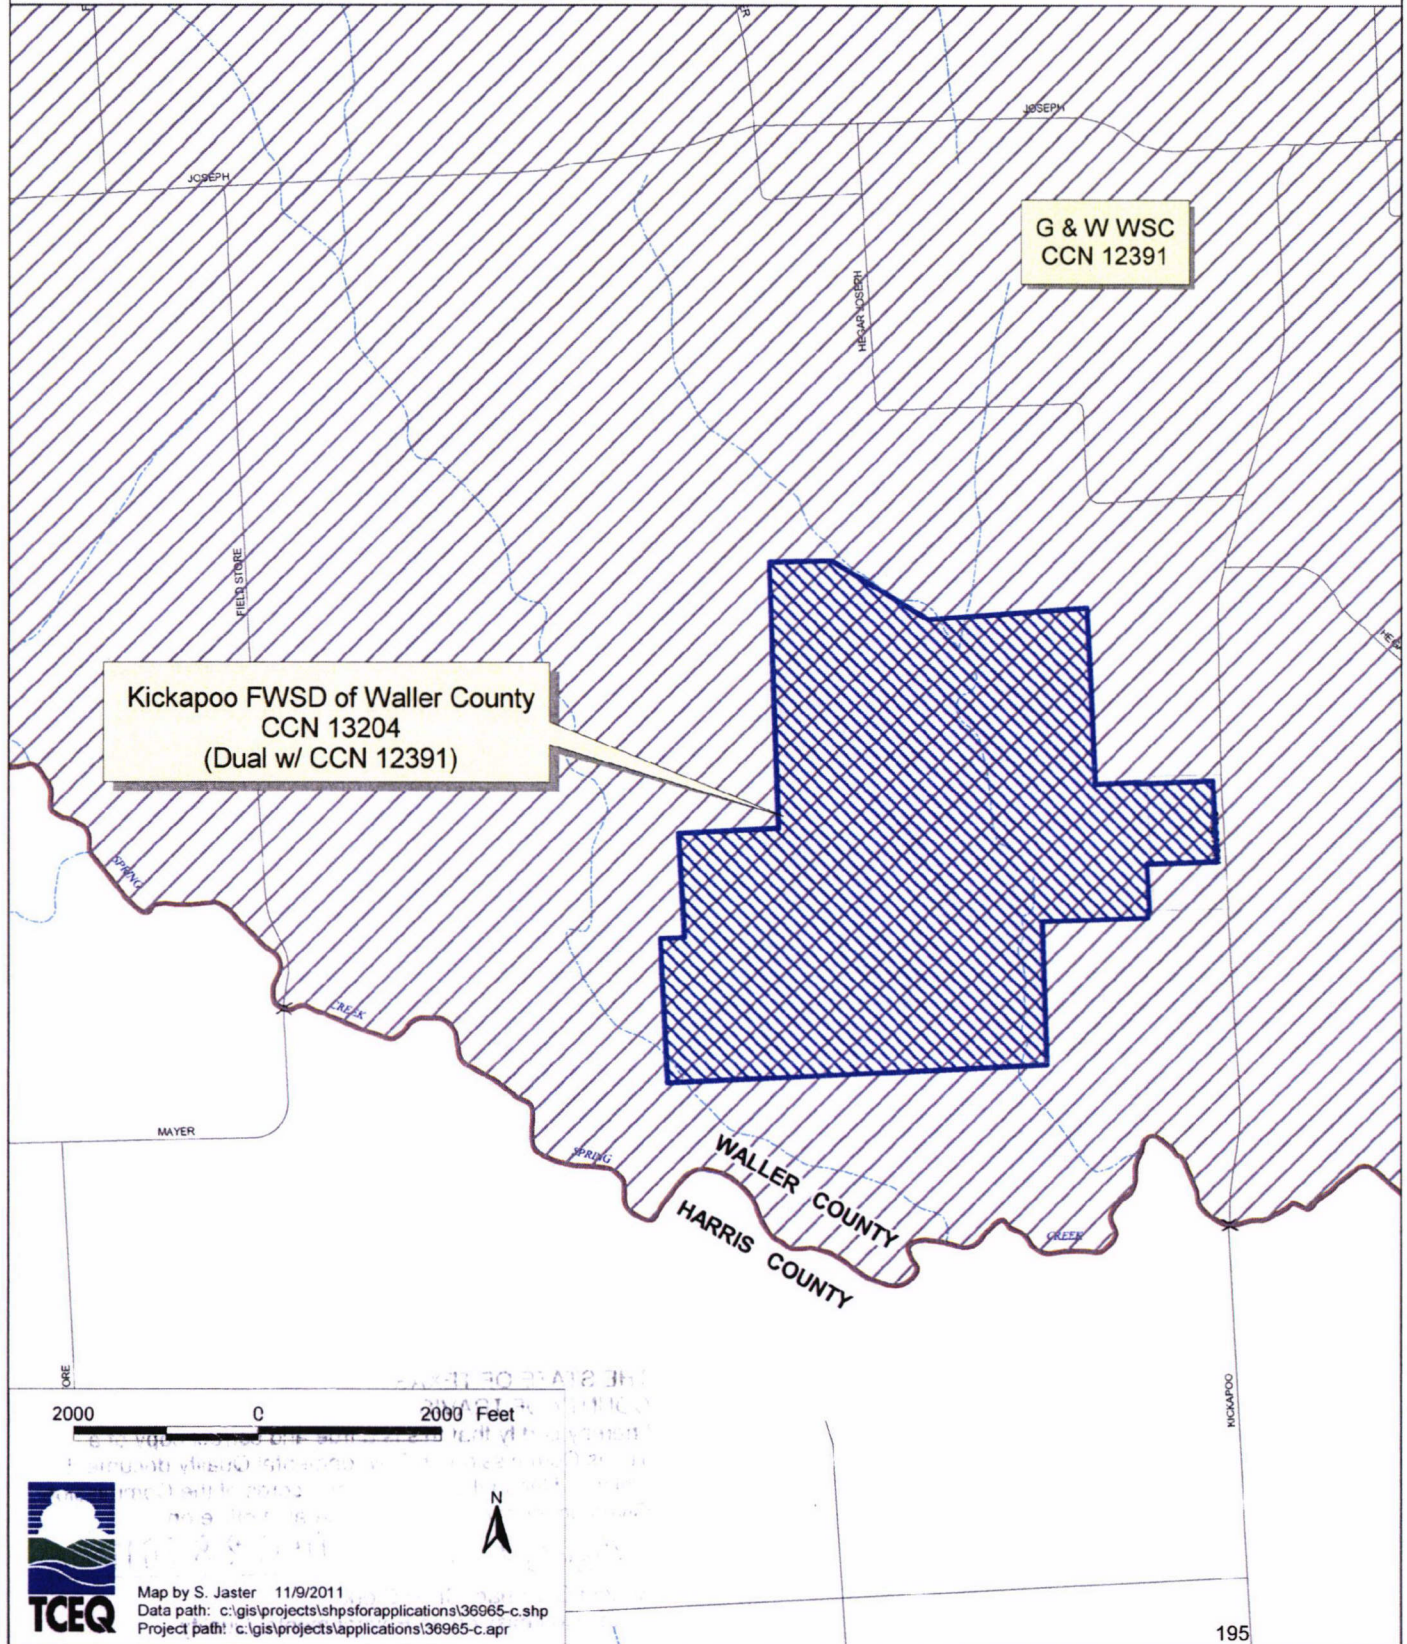 JOSEPH
JOSEPH
G & W WSC
CCN 12391
HEGAR JOSEPH
FIELD STORE
Kickapoo FWSD of Waller County
CCN 13204
(Dual w/ CCN 12391)
SPRING
CREEK
MAYER
SPRING
WALLER COUNTY
HARRIS COUNTY
CREEK
KICKAPOO
ORE
2000 0 2000 Feet
N
TCEQ
Map by S. Jaster 11/9/2011
Data path: c:\gis\projects\shpsforapplications\36965-c.shp
Project path: c:\gis\projects\applications\36965-c.apr
195